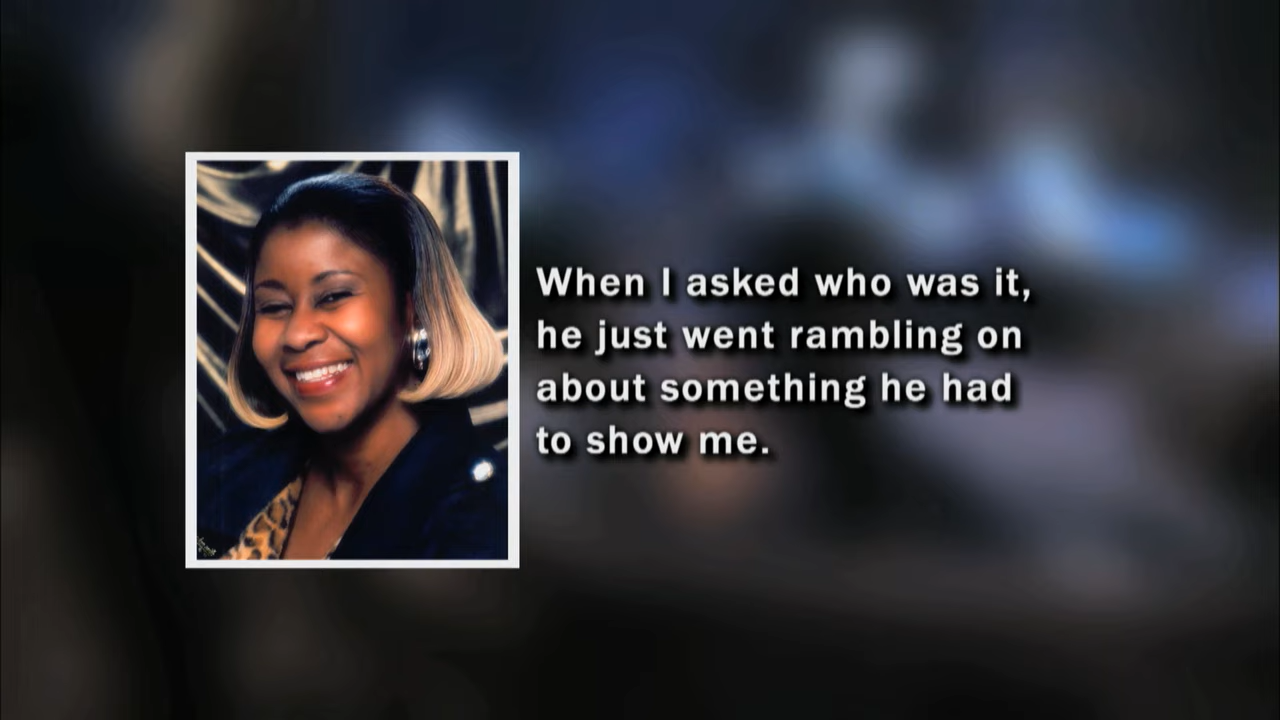 When I asked who was it,
he just went rambling on
about something he had
to show me.